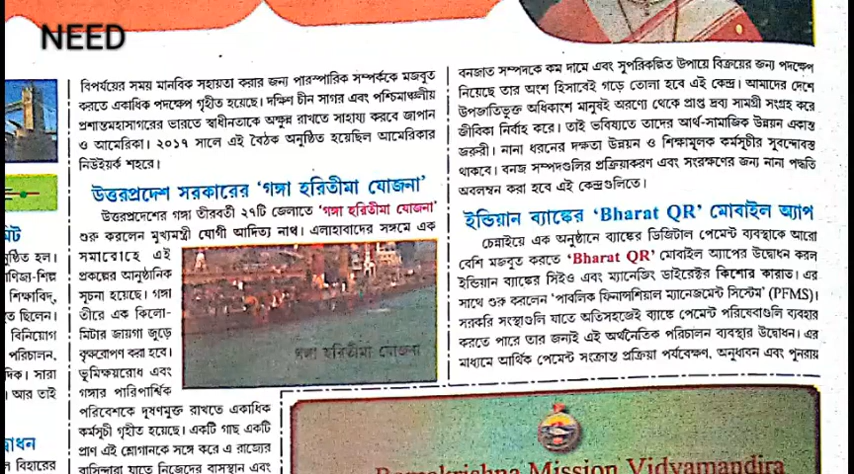 NEED
বিপর্যয়ের সময় মানবিক সহায়তা করার জন্য পারস্পারিক সম্পর্ককে মজবুত
করতে একাধিক পদক্ষেপ গৃহীত হয়েছে। দক্ষিণ চীন সাগর এবং পশ্চিমাঞ্চলীয়
প্রশান্তমহাসাগরের ভারতে স্বাধীনতাকে অক্ষুন্ন রাখতে সাহায্য করবে জাপান
ও আমেরিকা। ২০১৭ সালে এই বৈঠক অনুষ্ঠিত হয়েছিল আমেরিকার
নিউইয়র্ক শহরে।
উত্তরপ্রদেশ সরকারের 'গঙ্গা হরিতীমা যোজনা'
উত্তরপ্রদেশের গঙ্গা তীরবর্তী ২৭টি জেলাতে 'গঙ্গা হরিতীমা যোজনা'
শুরু করলেন মুখ্যমন্ত্রী যোগী আদিত্য নাথ। এলাহাবাদের সঙ্গমে এক
সমারোহে এই
প্রকল্পের আনুষ্ঠানিক
সূচনা হয়েছে। গঙ্গা
তীরে এক কিলো-
মিটার জায়গা জুড়ে
বৃক্ষরোপণ করা হবে।
ভূমিক্ষয়রোধ এবং
গঙ্গার পারিপার্শ্বিক
পরিবেশকে দূষণমুক্ত রাখতে একাধিক
কর্মসূচী গৃহীত হয়েছে। একটি গাছ একটি
প্রাণ এই স্লোগানকে সঙ্গে করে এ রাজ্যের
বাসিন্দারা যাতে নিজেদের বাসস্থান এবং
গঙ্গা হরিতীমা যোজনা
বনজাত সম্পদকে কম দামে এবং সুপরিকল্পিত উপায়ে বিক্রয়ের জন্য পদক্ষেপ
নিয়েছে তার অংশ হিসাবেই গড়ে তোলা হবে এই কেন্দ্র। আমাদের দেশে
উপজাতিভুক্ত অধিকাংশ মানুষই অরণ্যে থেকে প্রাপ্ত দ্রব্য সামগ্রী সংগ্রহ করে
জীবিকা নির্বাহ করে। তাই ভবিষ্যতে তাদের আর্থ-সামাজিক উন্নয়ন একান্ত
জরুরী। নানা ধরনের দক্ষতা উন্নয়ন ও শিক্ষামূলক কর্মসূচীর সুবন্দোবস্ত
থাকবে। বনজ সম্পদগুলির প্রক্রিয়াকরণ এবং সংরক্ষণের জন্য নানা পদ্ধতি
অবলম্বন করা হবে এই কেন্দ্রগুলিতে।
ইন্ডিয়ান ব্যাঙ্কের 'Bharat QR' মোবাইল অ্যাপ
চেন্নাইয়ে এক অনুষ্ঠানে ব্যাঙ্কের ডিজিটাল পেমেন্ট ব্যবস্থাকে আরো
বেশি মজবুত করতে 'Bharat QR' মোবাইল অ্যাপের উদ্বোধন করল
ইন্ডিয়ান ব্যাঙ্কের সিইও এবং ম্যানেজিং ডাইরেক্টর কিশোর কারাত। এর
সাথে শুরু করলেন 'পাবলিক ফিনান্সশিয়াল ম্যানেজমেন্ট সিস্টেম' (PFMS)।
সরকরি সংস্থাগুলি যাতে অতিসহজেই ব্যাঙ্কে পেমেন্ট পরিষেবাগুলি ব্যবহার
করতে পারে তার জন্যই এই অর্থনৈতিক পরিচালন ব্যবস্থার উদ্বোধন। এর
মাধ্যমে আর্থিক পেমেন্ট সংক্রান্ত প্রক্রিয়া পর্যবেক্ষণ, অনুধাবন এবং পুনরায়
Ramakrishna Mission Vidyamandira
ষ্ঠিত হল।
ণিজ্য-শিল্প
শিক্ষাবিদ,
ত ছিলেন।
বিনিয়োগ
পরিচালন,
দিক। সারা
। আর তাই
বিহারের